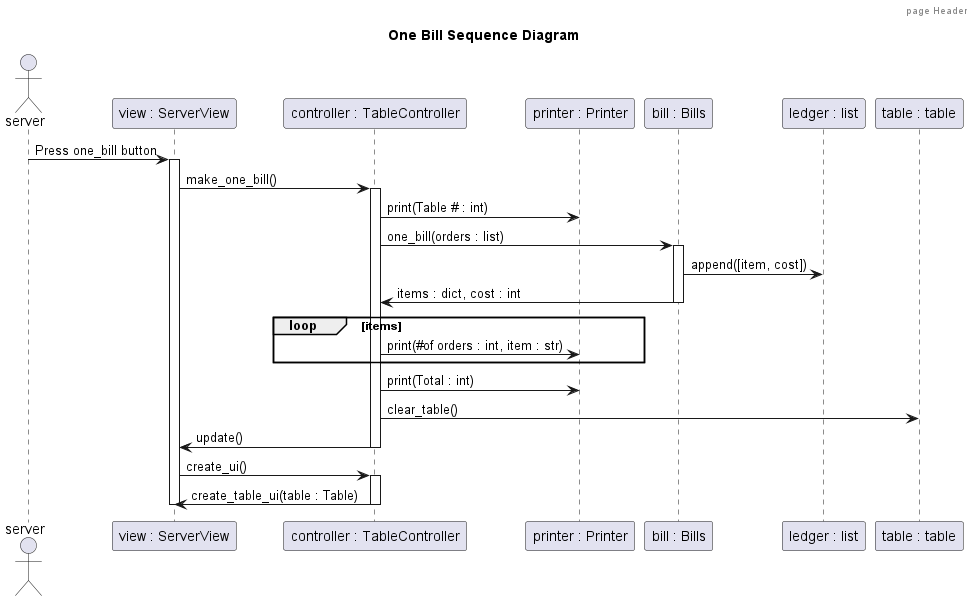 page Header
One Bill Sequence Diagram
server
view : ServerView
controller : TableController
printer : Printer
bill : Bills
ledger : list
table : table
Press one_bill button
make_one_bill()
print(Table # : int)
one_bill(orders : list)
append([item, cost])
items : dict, cost : int
loop [items]
print(#of orders : int, item : str)
print(Total : int)
clear_table()
update()
create_ui()
create_table_ui(table : Table)
server
view : ServerView
controller : TableController
printer : Printer
bill : Bills
ledger : list
table : table